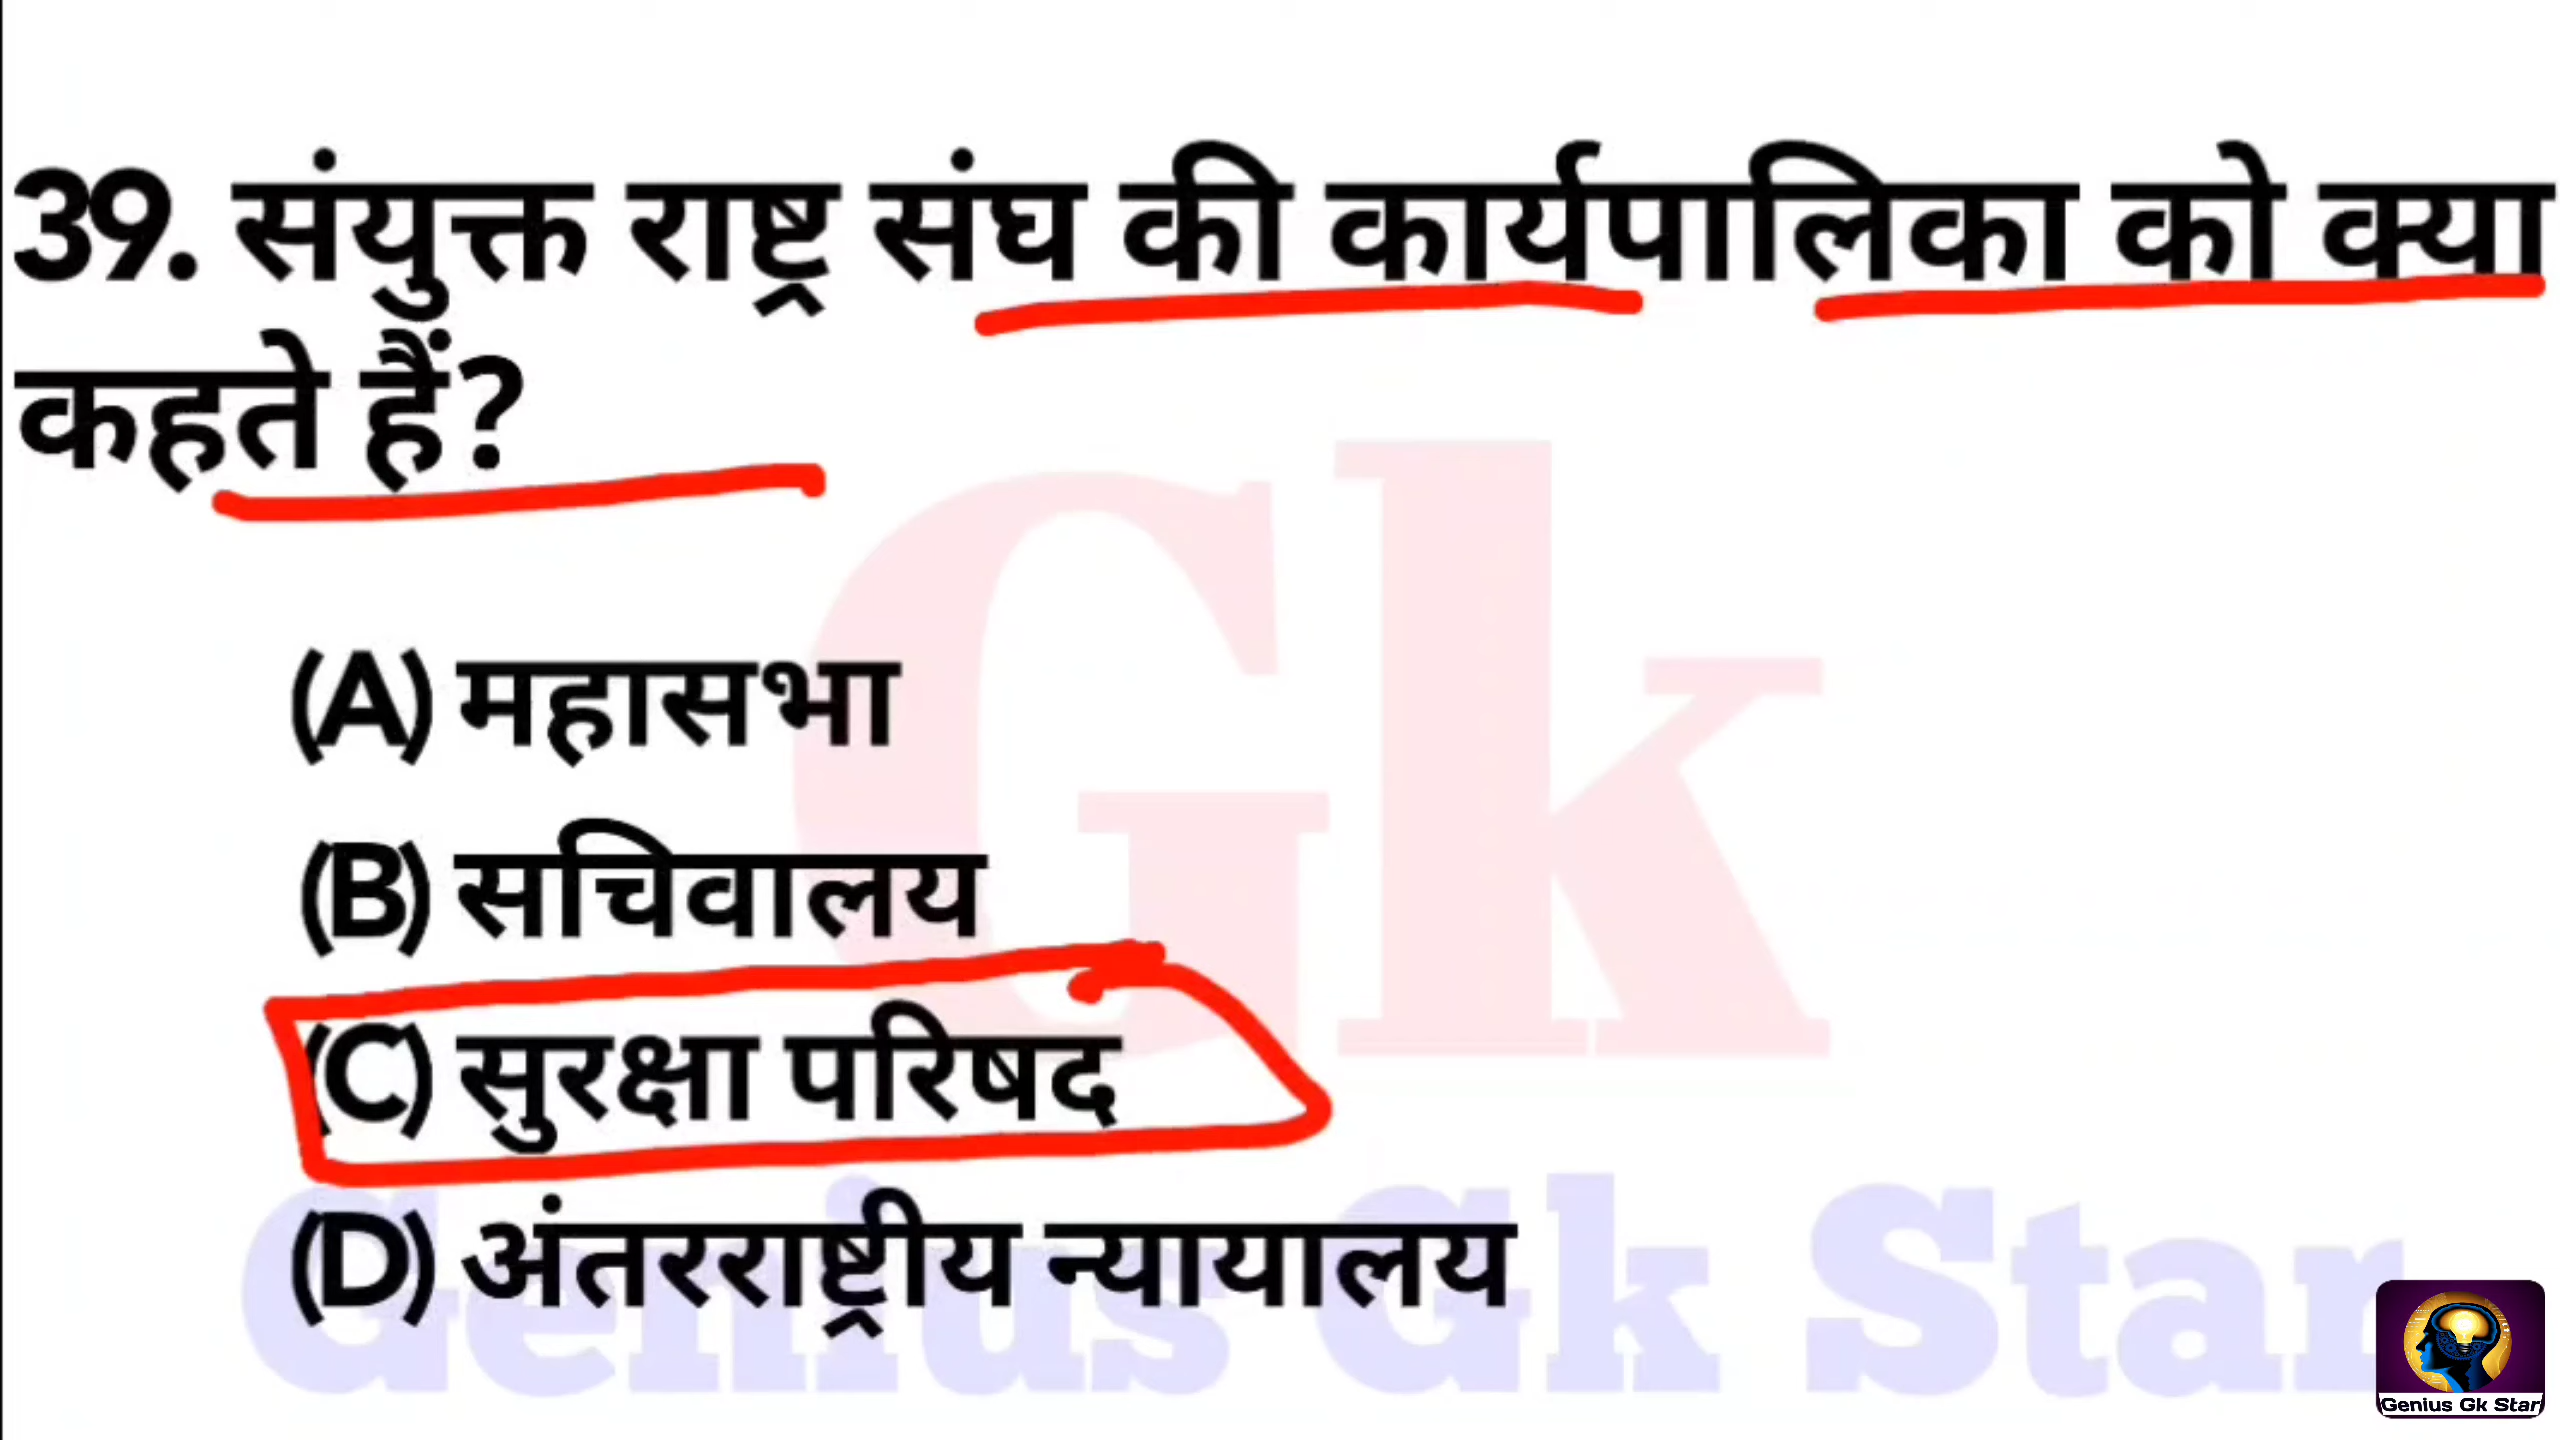 39. संयुक्त राष्ट्र संघ की कार्यपालिका को क्या
कहते हैं?
Gk
(A) महासभा
(B) सचिवालय
(C) सुरक्षा परिषद
(D) अंतरराष्ट्रीय न्यायालय
Genius Gk Star
Genius Gk Star